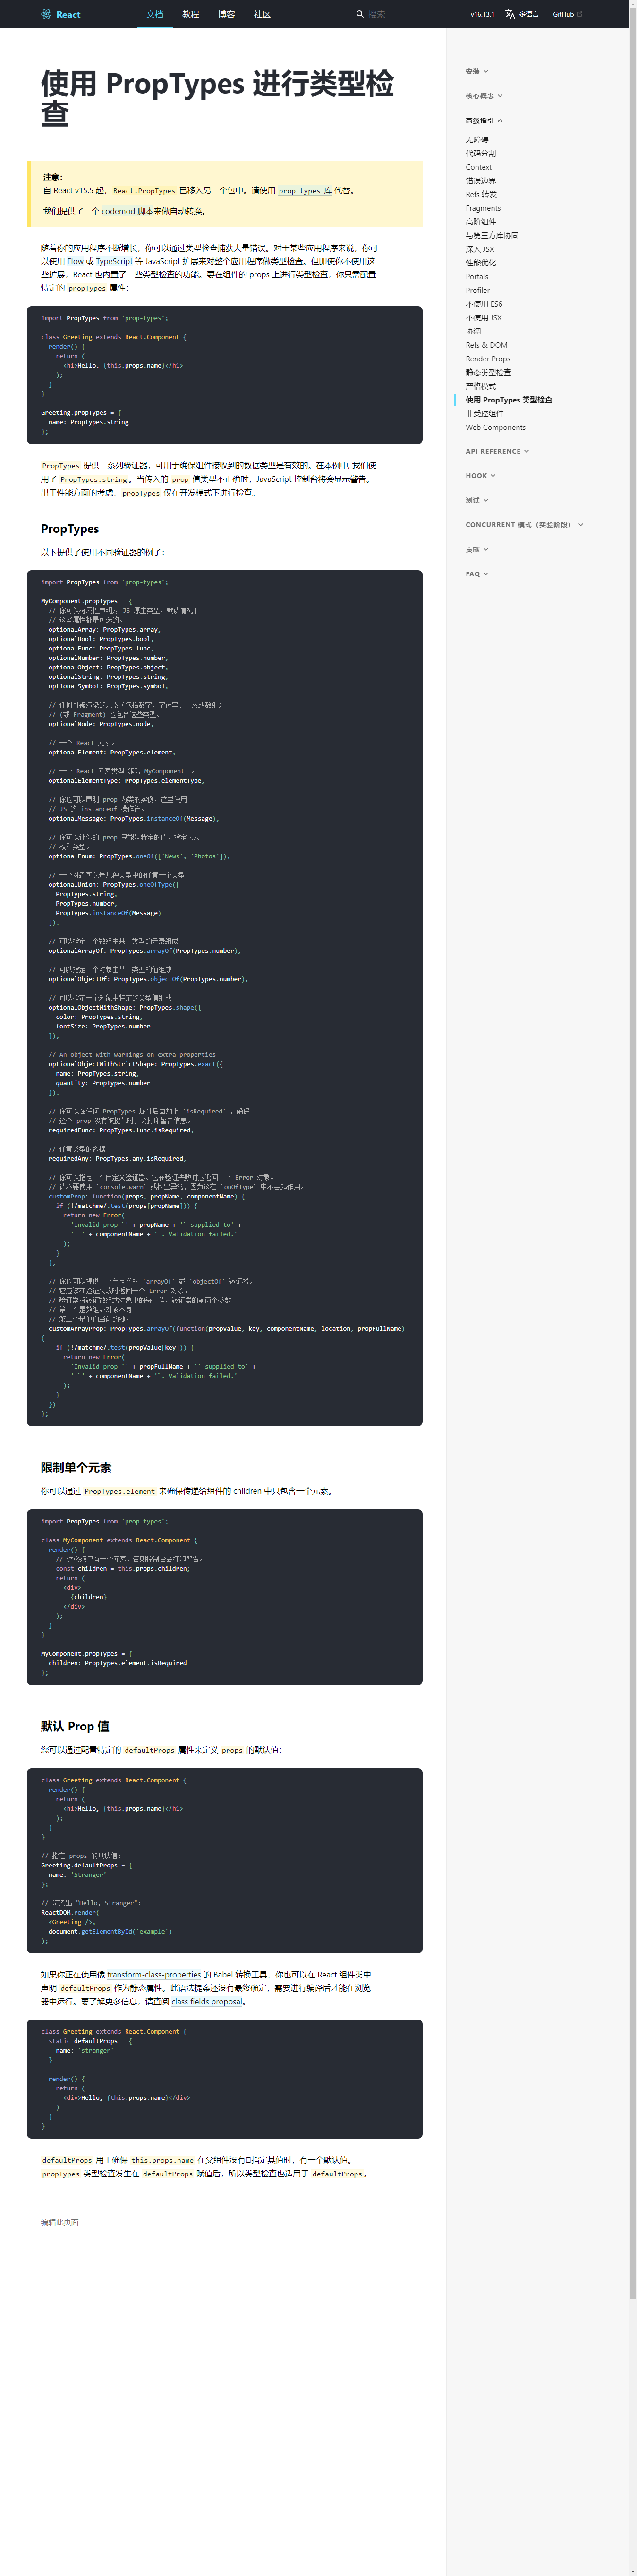 React 文档 教程 博客 社区 搜索 v16.13.1 多语言 GitHub
使用 PropTypes 进行类型检
查
注意：
自 React v15.5 起，React.PropTypes 已移入另一个包中。请使用 prop-types 库 代替。
我们提供了一个 codemod 脚本来做自动转换。
随着你的应用程序不断增长，你可以通过类型检查捕获大量错误。对于某些应用程序来说，你可
以使用 Flow 或 TypeScript 等 JavaScript 扩展来对整个应用程序做类型检查。但即使你不使用这
些扩展，React 也内置了一些类型检查的功能。要在组件的 props 上进行类型检查，你只需配置
特定的 propTypes 属性：
import PropTypes from 'prop-types';
class Greeting extends React.Component {
  render() {
    return (
      <h1>Hello, {this.props.name}</h1>
    );
  }
}
Greeting.propTypes = {
  name: PropTypes.string
};
PropTypes 提供一系列验证器，可用于确保组件接收到的数据类型是有效的。在本例中, 我们使
用了 PropTypes.string。当传入的 prop 值类型不正确时，JavaScript 控制台将会显示警告。
出于性能方面的考虑，propTypes 仅在开发模式下进行检查。
PropTypes
以下提供了使用不同验证器的例子：
import PropTypes from 'prop-types';
MyComponent.propTypes = {
  // 你可以将属性声明为 JS 原生类型，默认情况下
  // 这些属性都是可选的。
  optionalArray: PropTypes.array,
  optionalBool: PropTypes.bool,
  optionalFunc: PropTypes.func,
  optionalNumber: PropTypes.number,
  optionalObject: PropTypes.object,
  optionalString: PropTypes.string,
  optionalSymbol: PropTypes.symbol,
  // 任何可被渲染的元素（包括数字、字符串、元素或数组）
  // (或 Fragment) 也包含这些类型。
  optionalNode: PropTypes.node,
  // 一个 React 元素。
  optionalElement: PropTypes.element,
  // 一个 React 元素类型（即，MyComponent）。
  optionalElementType: PropTypes.elementType,
  // 你也可以声明 prop 为类的实例，这里使用
  // JS 的 instanceof 操作符。
  optionalMessage: PropTypes.instanceOf(Message),
  // 你可以让你的 prop 只能是特定的值，指定它为
  // 枚举类型。
  optionalEnum: PropTypes.oneOf(['News', 'Photos']),
  // 一个对象可以是几种类型中的任意一个类型
  optionalUnion: PropTypes.oneOfType([
    PropTypes.string,
    PropTypes.number,
    PropTypes.instanceOf(Message)
  ]),
  // 可以指定一个数组由某一类型的元素组成
  optionalArrayOf: PropTypes.arrayOf(PropTypes.number),
  // 可以指定一个对象由某一类型的值组成
  optionalObjectOf: PropTypes.objectOf(PropTypes.number),
  // 可以指定一个对象由特定的类型值组成
  optionalObjectWithShape: PropTypes.shape({
    color: PropTypes.string,
    fontSize: PropTypes.number
  }),
  // An object with warnings on extra properties
  optionalObjectWithStrictShape: PropTypes.exact({
    name: PropTypes.string,
    quantity: PropTypes.number
  }),
  // 你可以在任何 PropTypes 属性后面加上 `isRequired` ，确保
  // 这个 prop 没有被提供时，会打印警告信息。
  requiredFunc: PropTypes.func.isRequired,
  // 任意类型的数据
  requiredAny: PropTypes.any.isRequired,
  // 你可以指定一个自定义验证器。它在验证失败时应返回一个 Error 对象。
  // 请不要使用 `console.warn` 或抛出异常，因为这在 `onOfType` 中不会起作用。
  customProp: function(props, propName, componentName) {
    if (!/matchme/.test(props[propName])) {
      return new Error(
        'Invalid prop `' + propName + '` supplied to' +
        ' `' + componentName + '`. Validation failed.'
      );
    }
  },
  // 你也可以提供一个自定义的 `arrayOf` 或 `objectOf` 验证器。
  // 它应该在验证失败时返回一个 Error 对象。
  // 验证器将验证数组或对象中的每个值。验证器的前两个参数
  // 第一个是数组或对象本身
  // 第二个是他们当前的键。
  customArrayProp: PropTypes.arrayOf(function(propValue, key, componentName, location, propFullName)
{
    if (!/matchme/.test(propValue[key])) {
      return new Error(
        'Invalid prop `' + propFullName + '` supplied to' +
        ' `' + componentName + '`. Validation failed.'
      );
    }
  })
};
限制单个元素
你可以通过 PropTypes.element 来确保传递给组件的 children 中只包含一个元素。
import PropTypes from 'prop-types';
class MyComponent extends React.Component {
  render() {
    // 这必须只有一个元素，否则控制台会打印警告。
    const children = this.props.children;
    return (
      <div>
        {children}
      </div>
    );
  }
}
MyComponent.propTypes = {
  children: PropTypes.element.isRequired
};
默认 Prop 值
您可以通过配置特定的 defaultProps 属性来定义 props 的默认值：
class Greeting extends React.Component {
  render() {
    return (
      <h1>Hello, {this.props.name}</h1>
    );
  }
}
// 指定 props 的默认值：
Greeting.defaultProps = {
  name: 'Stranger'
};
// 渲染出 "Hello, Stranger"：
ReactDOM.render(
  <Greeting />,
  document.getElementById('example')
);
如果你正在使用像 transform-class-properties 的 Babel 转换工具，你也可以在 React 组件类中
声明 defaultProps 作为静态属性。此语法提案还没有最终确定，需要进行编译后才能在浏览
器中运行。要了解更多信息，请查阅 class fields proposal。
class Greeting extends React.Component {
  static defaultProps = {
    name: 'stranger'
  }
  render() {
    return (
      <div>Hello, {this.props.name}</div>
    )
  }
}
defaultProps 用于确保 this.props.name 在父组件没有指定其值时，有一个默认值。
propTypes 类型检查发生在 defaultProps 赋值后，所以类型检查也适用于 defaultProps。
编辑此页面
安装
核心概念
高级指引
无障碍
代码分割
Context
错误边界
Refs 转发
Fragments
高阶组件
与第三方库协同
深入 JSX
性能优化
Portals
Profiler
不使用 ES6
不使用 JSX
协调
Refs & DOM
Render Props
静态类型检查
严格模式
使用 PropTypes 类型检查
非受控组件
Web Components
API REFERENCE
HOOK
测试
CONCURRENT 模式（实验阶段）
贡献
FAQ